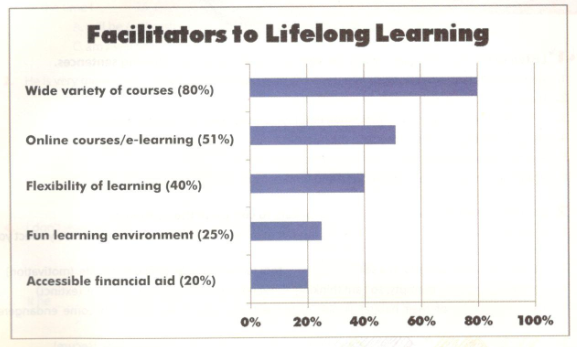 Facilitators to Lifelong Learning
Wide variety of courses (80%)
Online courses/e-learning (51%)
Flexibility of learning (40%)
Fun learning environment (25%)
Accessible financial aid (20%)
0% 20% 40% 60% 80% 100%